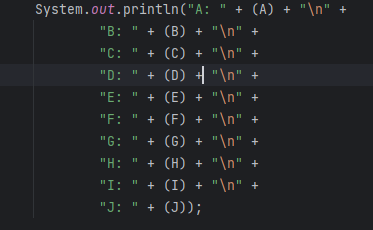 System.out.println("A: " + (A) + "\n" +
"B: " + (B) + "\n" +
"C: " + (C) + "\n" +
"D: " + (D) + "\n" +
"E: " + (E) + "\n" +
"F: " + (F) + "\n" +
"G: " + (G) + "\n" +
"H: " + (H) + "\n" +
"I: " + (I) + "\n" +
"J: " + (J));